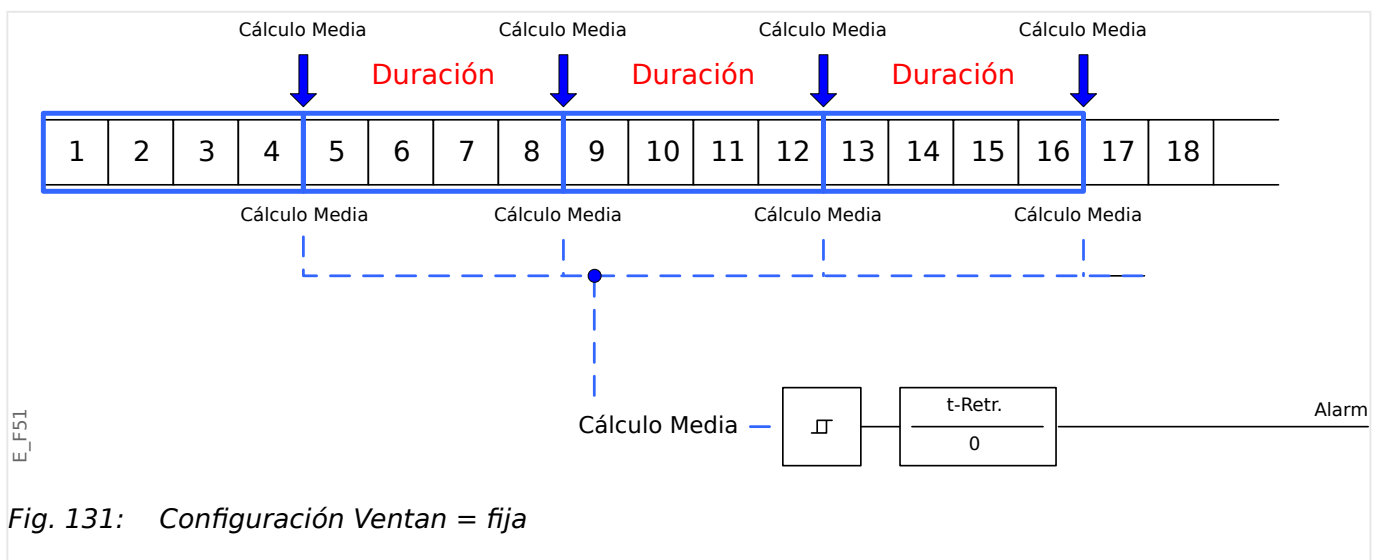 Cálculo Media Cálculo Media Cálculo Media Cálculo Media
Duración Duración Duración
1 2 3 4 5 6 7 8 9 10 11 12 13 14 15 16 17 18
Cálculo Media Cálculo Media Cálculo Media Cálculo Media
t-Retr.
Alarm
Cálculo Media
0
E_F51
Fig. 131: Configuración Ventan = fija